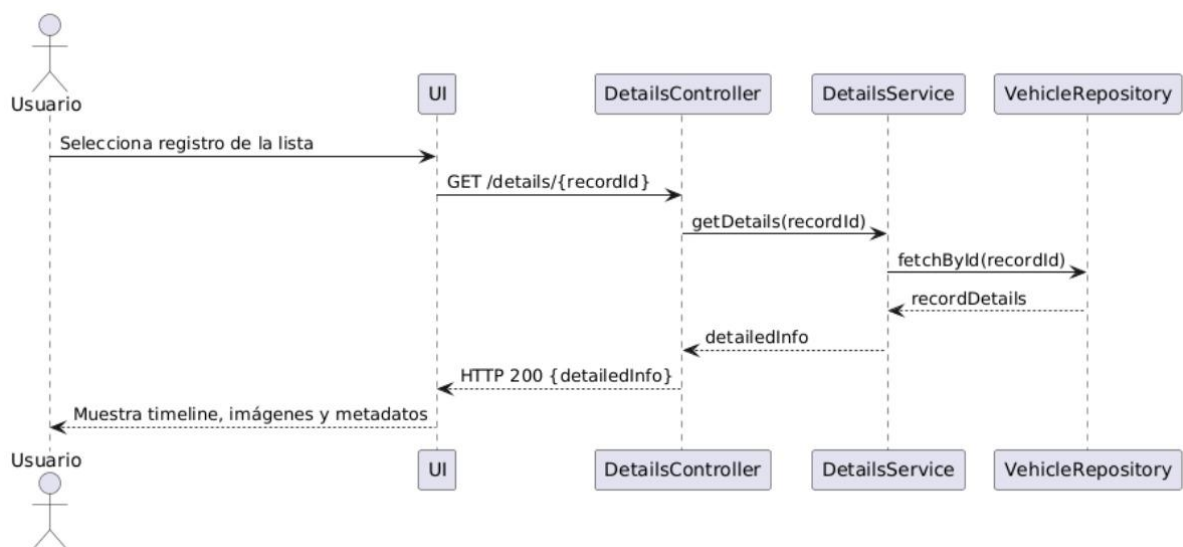 Usuario
UI
DetailsController
DetailsService
VehicleRepository
Selecciona registro de la lista
GET /details/{recordId}
getDetails(recordId)
fetchById(recordId)
recordDetails
detailedInfo
HTTP 200 {detailedInfo}
Muestra timeline, imágenes y metadatos
Usuario
UI
DetailsController
DetailsService
VehicleRepository